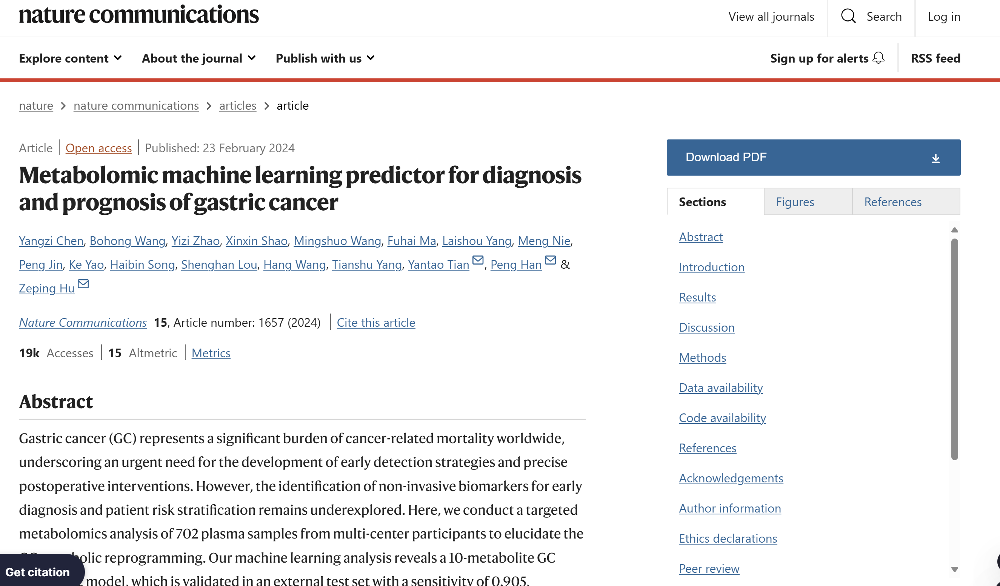 nature communications
View all journals
Search
Log in
Explore content
About the journal
Publish with us
Sign up for alerts
RSS feed
nature > nature communications > articles > article
Article | Open access | Published: 23 February 2024
Metabolomic machine learning predictor for diagnosis
and prognosis of gastric cancer
Yangzi Chen, Bohong Wang, Yizi Zhao, Xinxin Shao, Mingshuo Wang, Fuhai Ma, Laishou Yang, Meng Nie,
Peng Jin, Ke Yao, Haibin Song, Shenghan Lou, Hang Wang, Tianshu Yang, Yantao Tian, Peng Han &
Zeping Hu
Nature Communications 15, Article number: 1657 (2024) | Cite this article
19k Accesses | 15 Altmetric | Metrics
Abstract
Gastric cancer (GC) represents a significant burden of cancer-related mortality worldwide,
underscoring an urgent need for the development of early detection strategies and precise
postoperative interventions. However, the identification of non-invasive biomarkers for early
diagnosis and patient risk stratification remains underexplored. Here, we conduct a targeted
metabolomics analysis of 702 plasma samples from multi-center participants to elucidate the
reprogramming. Our machine learning analysis reveals a 10-metabolite GC
model, which is validated in an external test set with a sensitivity of 0.905,
Get citation
Download PDF
Sections
Figures
References
Abstract
Introduction
Results
Discussion
Methods
Data availability
Code availability
References
Acknowledgements
Author information
Ethics declarations
Peer review